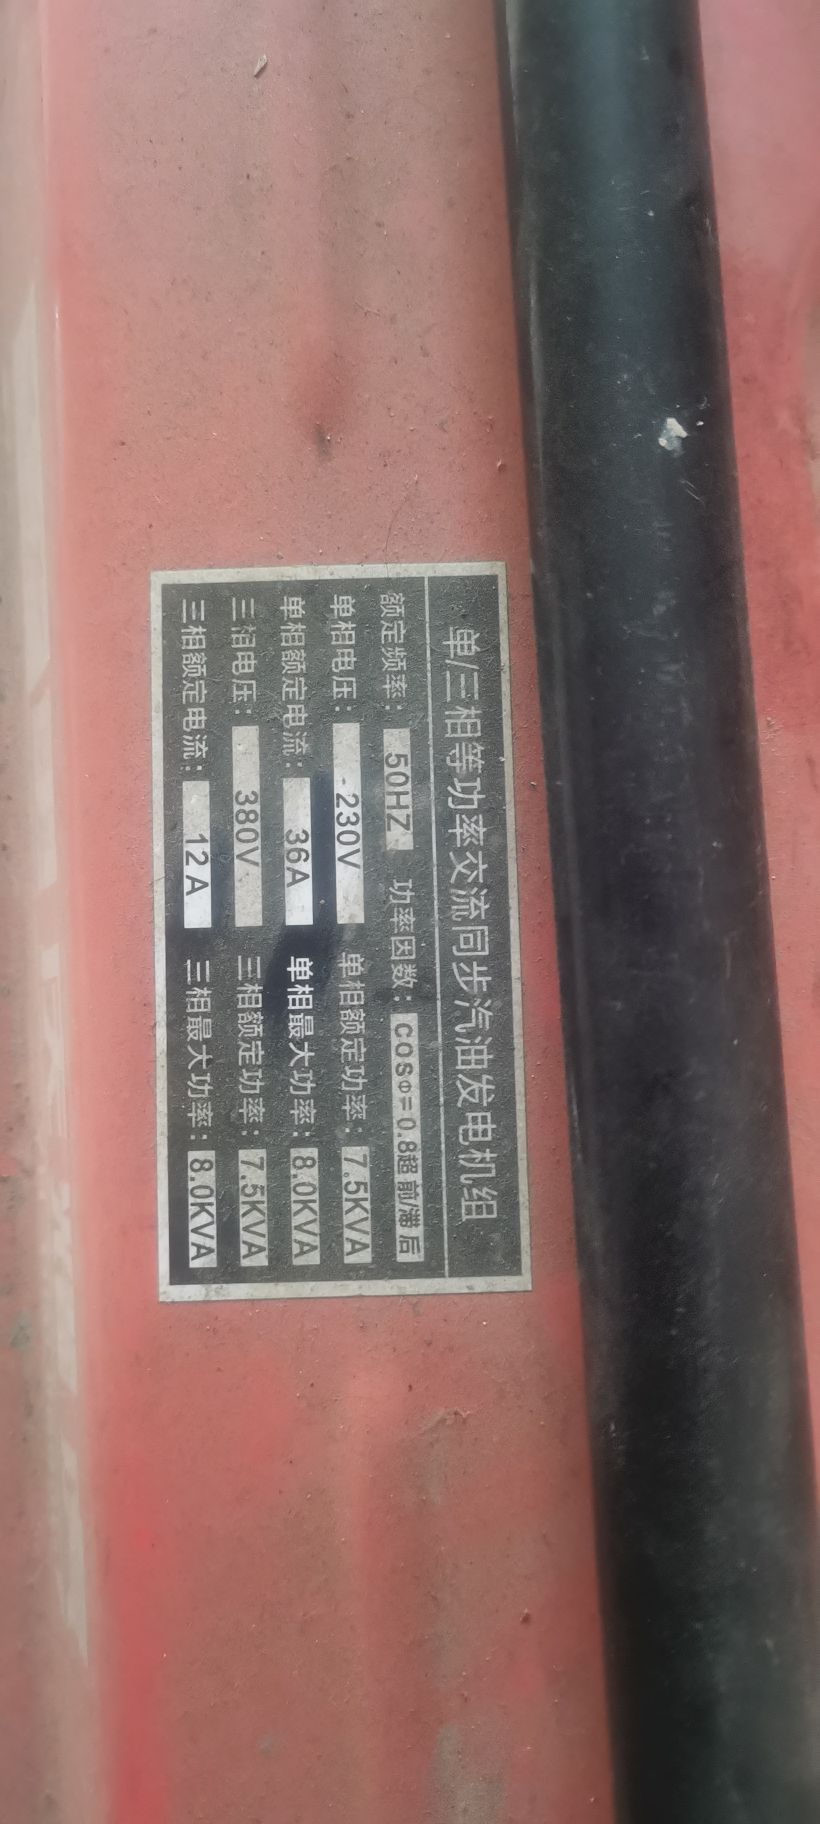 单/三相等功率交流同步汽油发电机组
额定频率: 50HZ 功率因数: COSΦ=0.8超前滞后
单相电压: 230V 单相额定功率: 7.5KVA
单相额定电流: 36A 单相最大功率: 8.0KVA
三相电压: 380V 三相额定功率: 7.5KVA
三相额定电流: 12A 三相最大功率: 8.0KVA